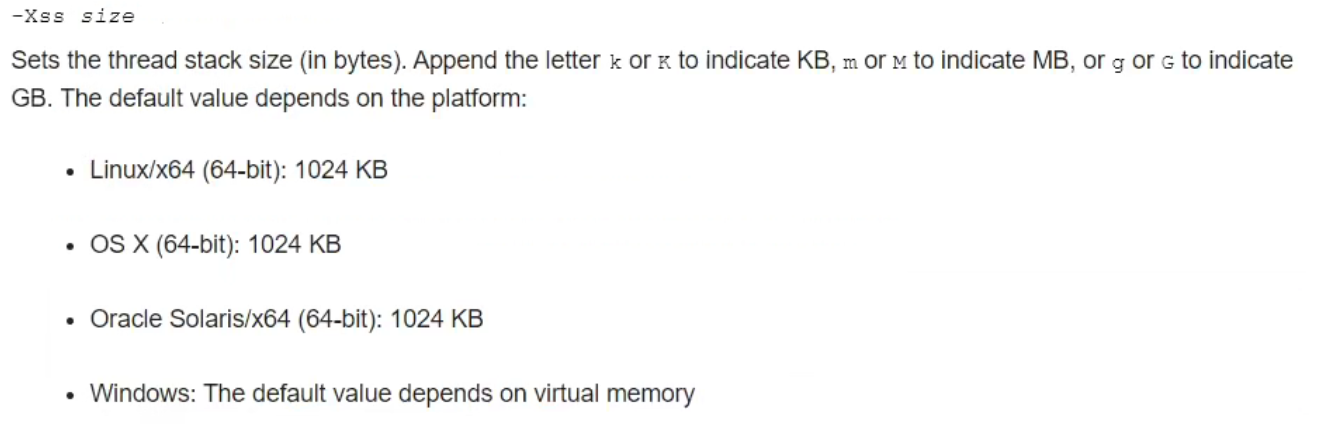 -Xss size
Sets the thread stack size (in bytes). Append the letter k or K to indicate KB, m or M to indicate MB, or g or G to indicate
GB. The default value depends on the platform:
• Linux/x64 (64-bit): 1024 KB
• OS X (64-bit): 1024 KB
• Oracle Solaris/x64 (64-bit): 1024 KB
• Windows: The default value depends on virtual memory